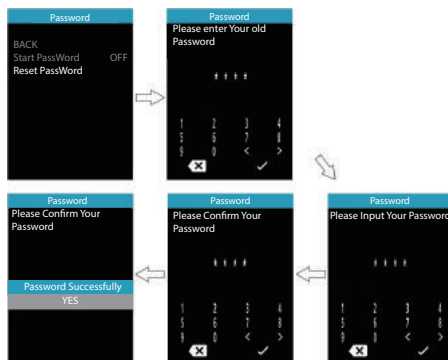 Password
BACK
Start PassWord OFF
Reset PassWord
Password
Please enter Your old
Password
* * * *
1 2 3 4
5 6 7 8
9 0 < >
Password
Please Input Your Password
* * * *
1 2 3 4
5 6 7 8
9 0 < >
Password
Please Confirm Your
Password
* * * *
1 2 3 4
5 6 7 8
9 0 < >
Password
Please Confirm Your
Password
Password Successfully
YES